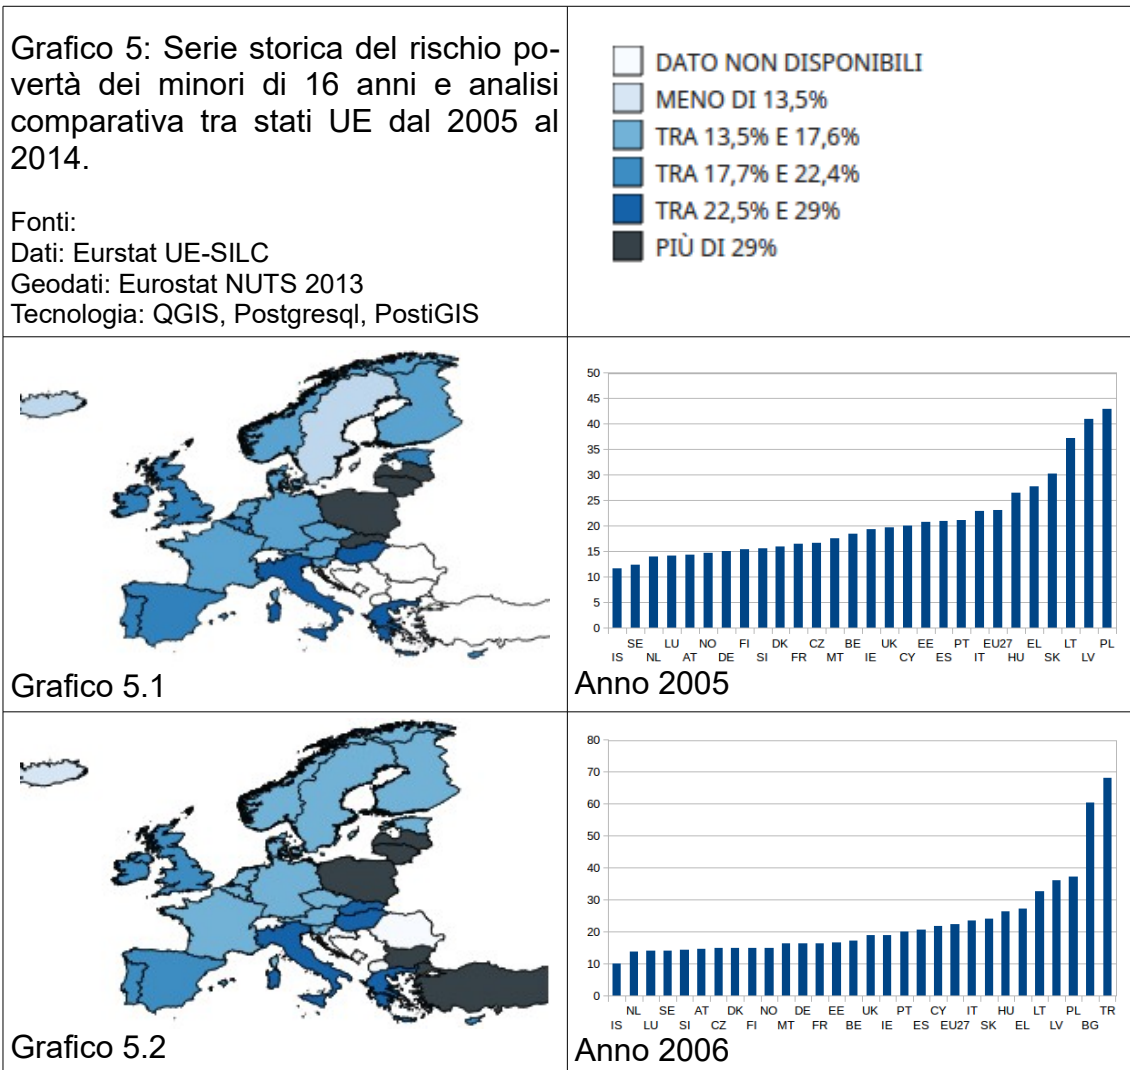 Grafico 5: Serie storica del rischio po-
vertà dei minori di 16 anni e analisi
comparativa tra stati UE dal 2005 al
2014.
Fonti:
Dati: Eurstat UE-SILC
Geodati: Eurostat NUTS 2013
Tecnologia: QGIS, Postgresql, PostiGIS
DATO NON DISPONIBILI
MENO DI 13,5%
TRA 13,5% E 17,6%
TRA 17,7% E 22,4%
TRA 22,5% E 29%
PIÙ DI 29%
Grafico 5.1
50
45
40
35
30
25
20
15
10
5
0
SE LU NO FI DK CZ BE UK EE PT EU27 EL LT PL
IS NL AT DE SI FR MT IE CY ES IT HU SK LV
Anno 2005
Grafico 5.2
80
70
60
50
40
30
20
10
0
NL SE AT DK NO DE EE UK PT CY IT HU LT PL TR
IS LU SI CZ FI MT FR BE IE ES EU27 SK EL LV BG
Anno 2006